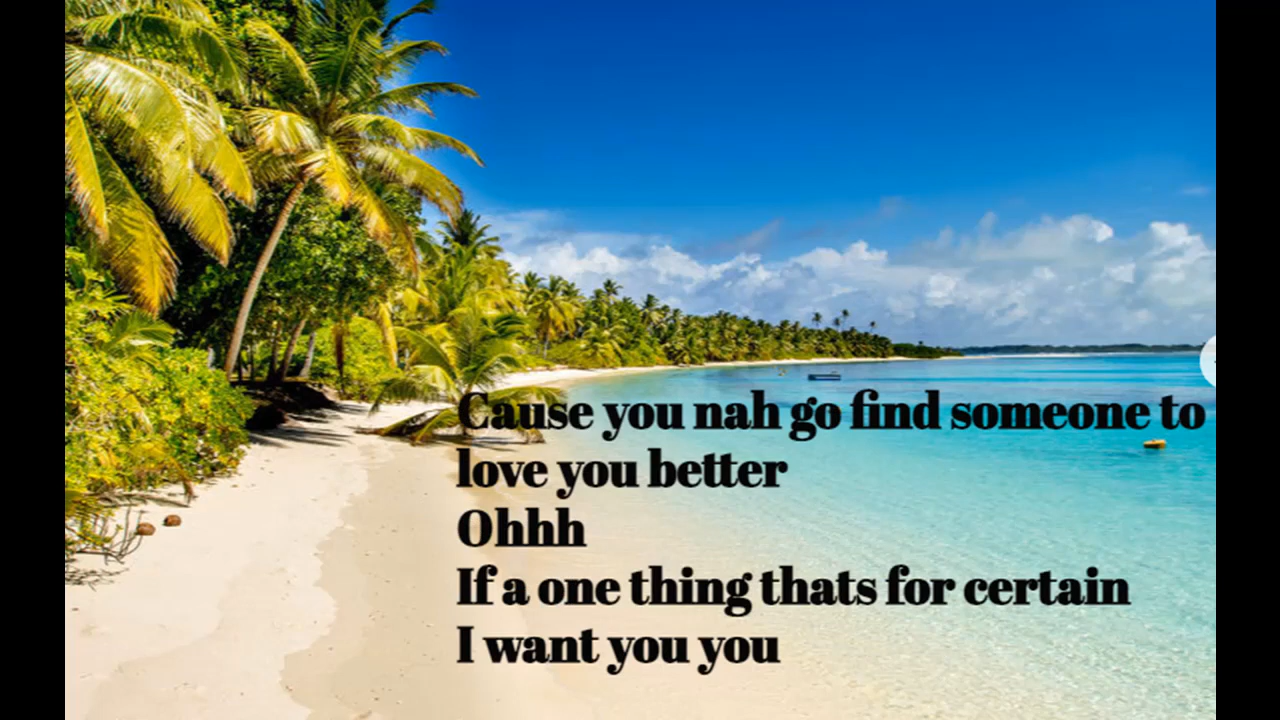 Cause you nah go find someone to
love you better
Ohhh
If a one thing thats for certain
I want you you